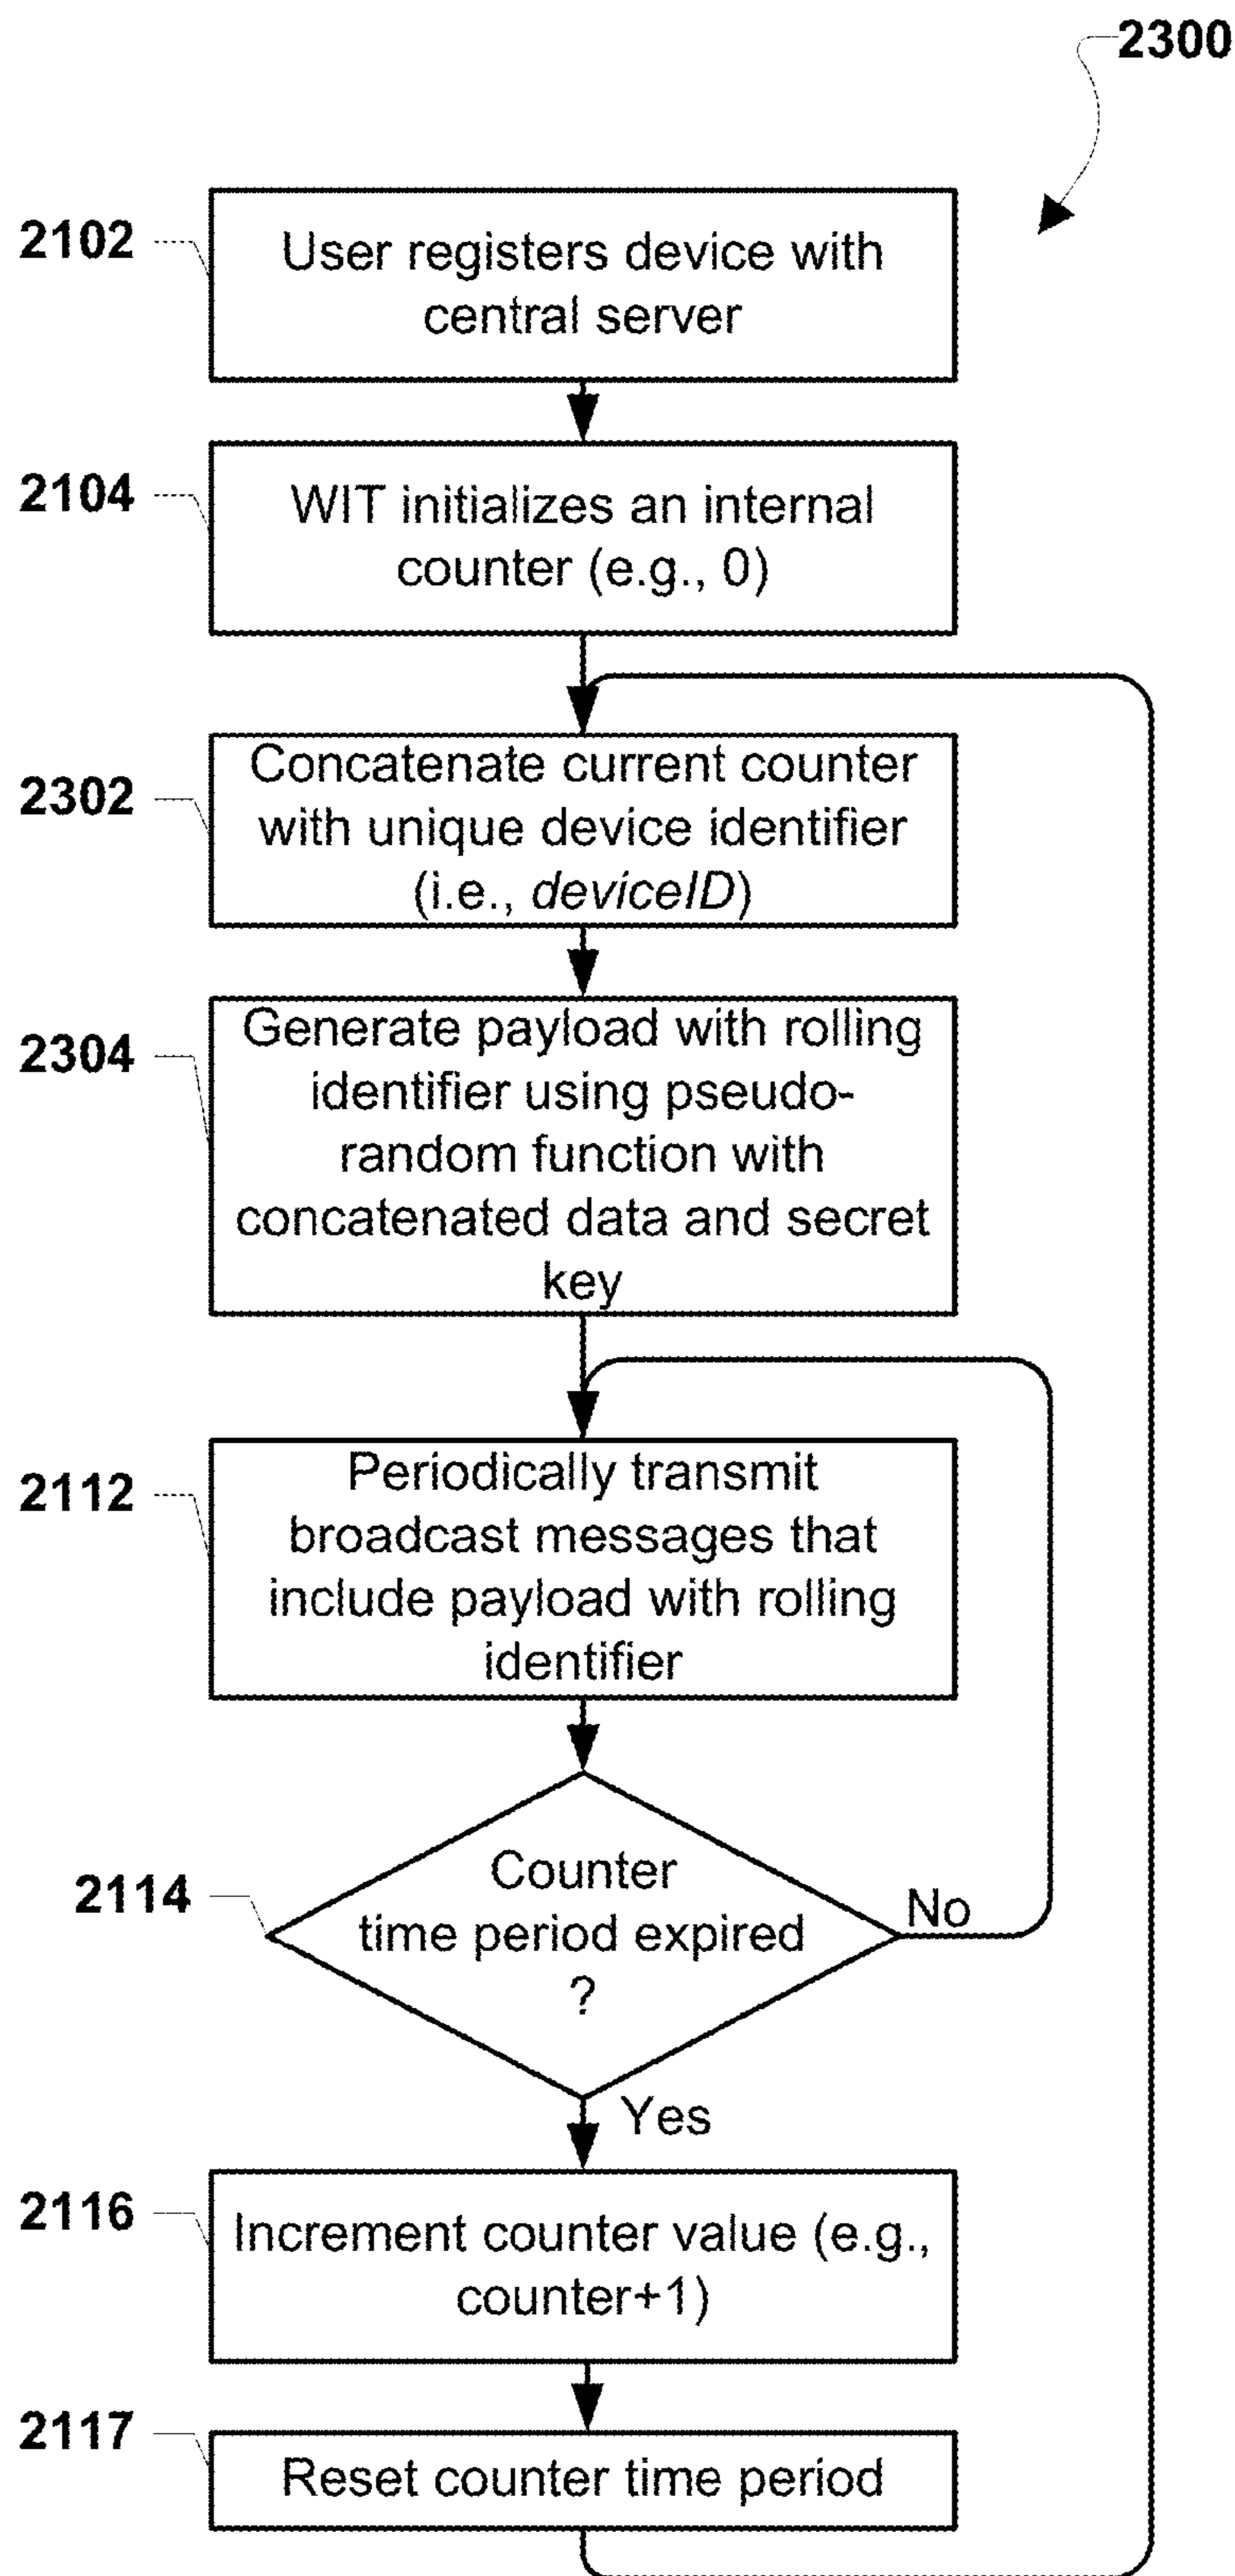 2300
2102
User registers device with
central server
2104
WIT initializes an internal
counter (e.g., 0)
2302
Concatenate current counter
with unique device identifier
(i.e., deviceID)
2304
Generate payload with rolling
identifier using pseudo-
random function with
concatenated data and secret
key
2112
Periodically transmit
broadcast messages that
include payload with rolling
identifier
2114
Counter
time period expired
?
No
Yes
2116
Increment counter value (e.g.,
counter+1)
2117
Reset counter time period